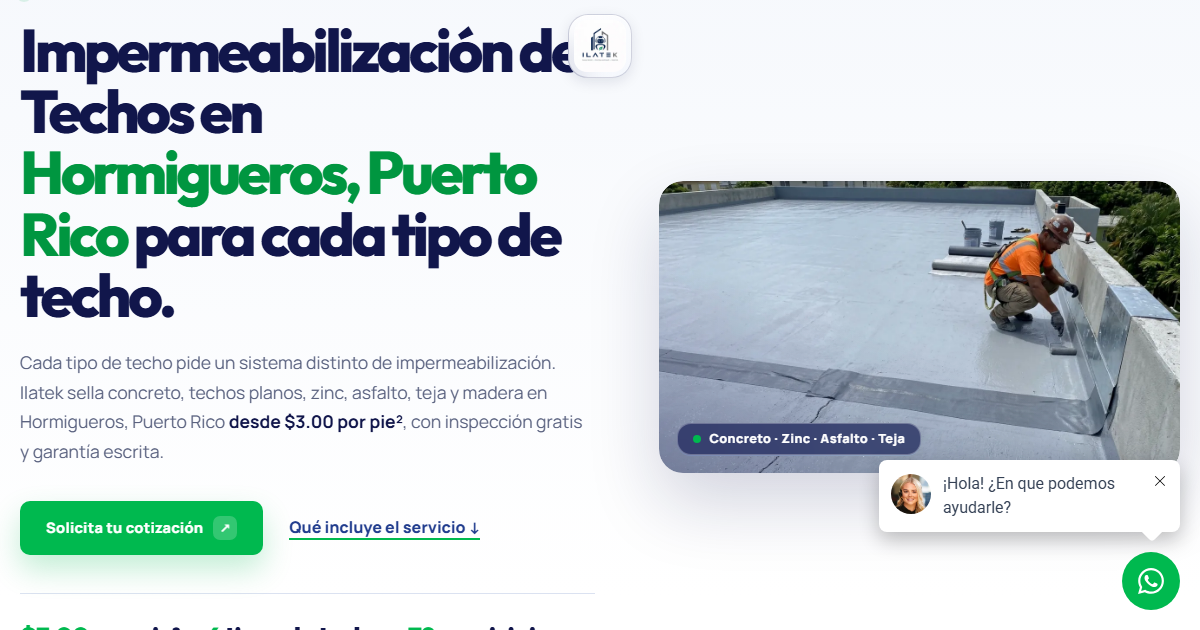 Impermeabilización de
Techos en
Hormigueros, Puerto
Rico para cada tipo de
techo.
ILATEK
Cada tipo de techo pide un sistema distinto de impermeabilización.
Ilatek sella concreto, techos planos, zinc, asfalto, teja y madera en
Hormigueros, Puerto Rico desde $3.00 por pie², con inspección gratis
y garantía escrita.
Solicita tu cotización ↗
Qué incluye el servicio ↓
Concreto · Zinc · Asfalto · Teja
¡Hola! ¿En que podemos
ayudarle?